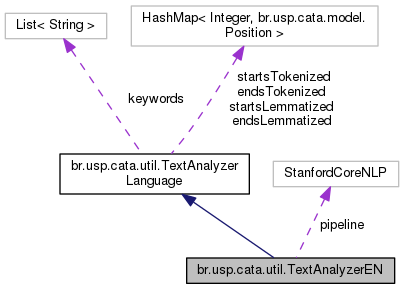 List< String >
HashMap< Integer, br.usp.cata.model.
Position >
keywords
startsTokenized
endsTokenized
startsLemmatized
endsLemmatized
br.usp.cata.util.TextAnalyzer
Language
StanfordCoreNLP
pipeline
br.usp.cata.util.TextAnalyzerEN